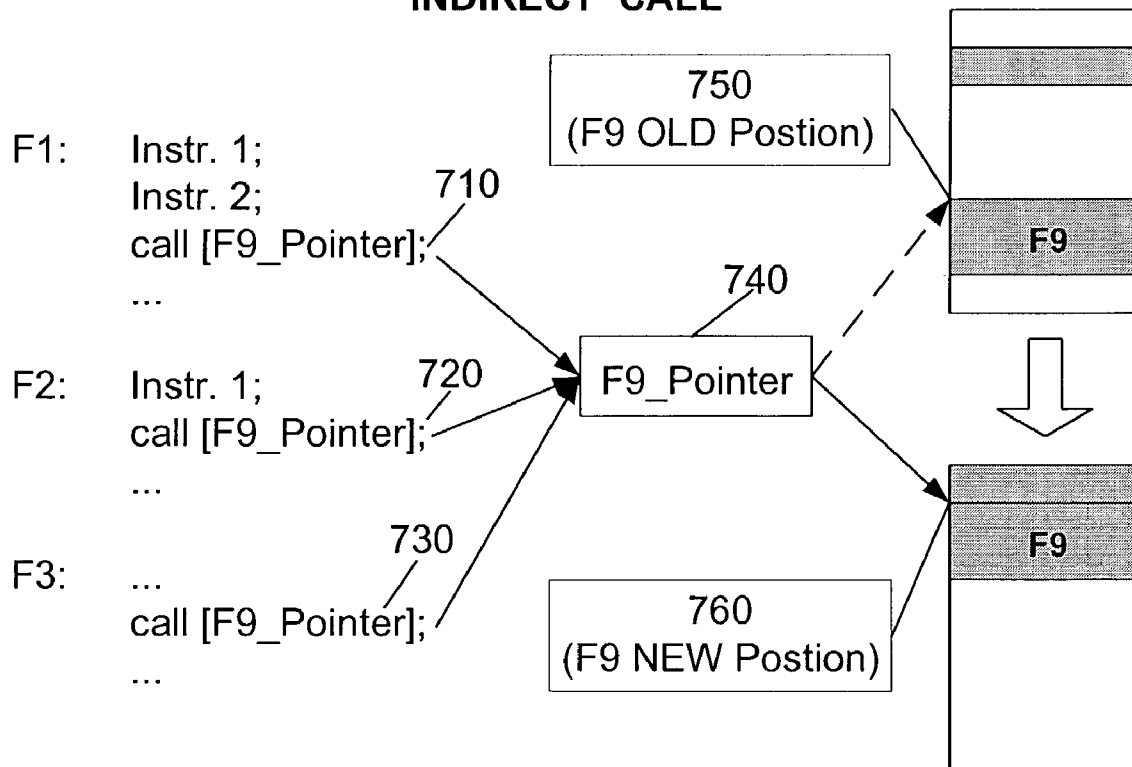 INDIRECT CALL
750
(F9 OLD Postion)
F1: Instr. 1;
Instr. 2;
710
call [F9_Pointer];
...
F9
740
F9_Pointer
F2: Instr. 1;
720
call [F9_Pointer];
...
F9
730
F3: ...
call [F9_Pointer];
...
760
(F9 NEW Postion)